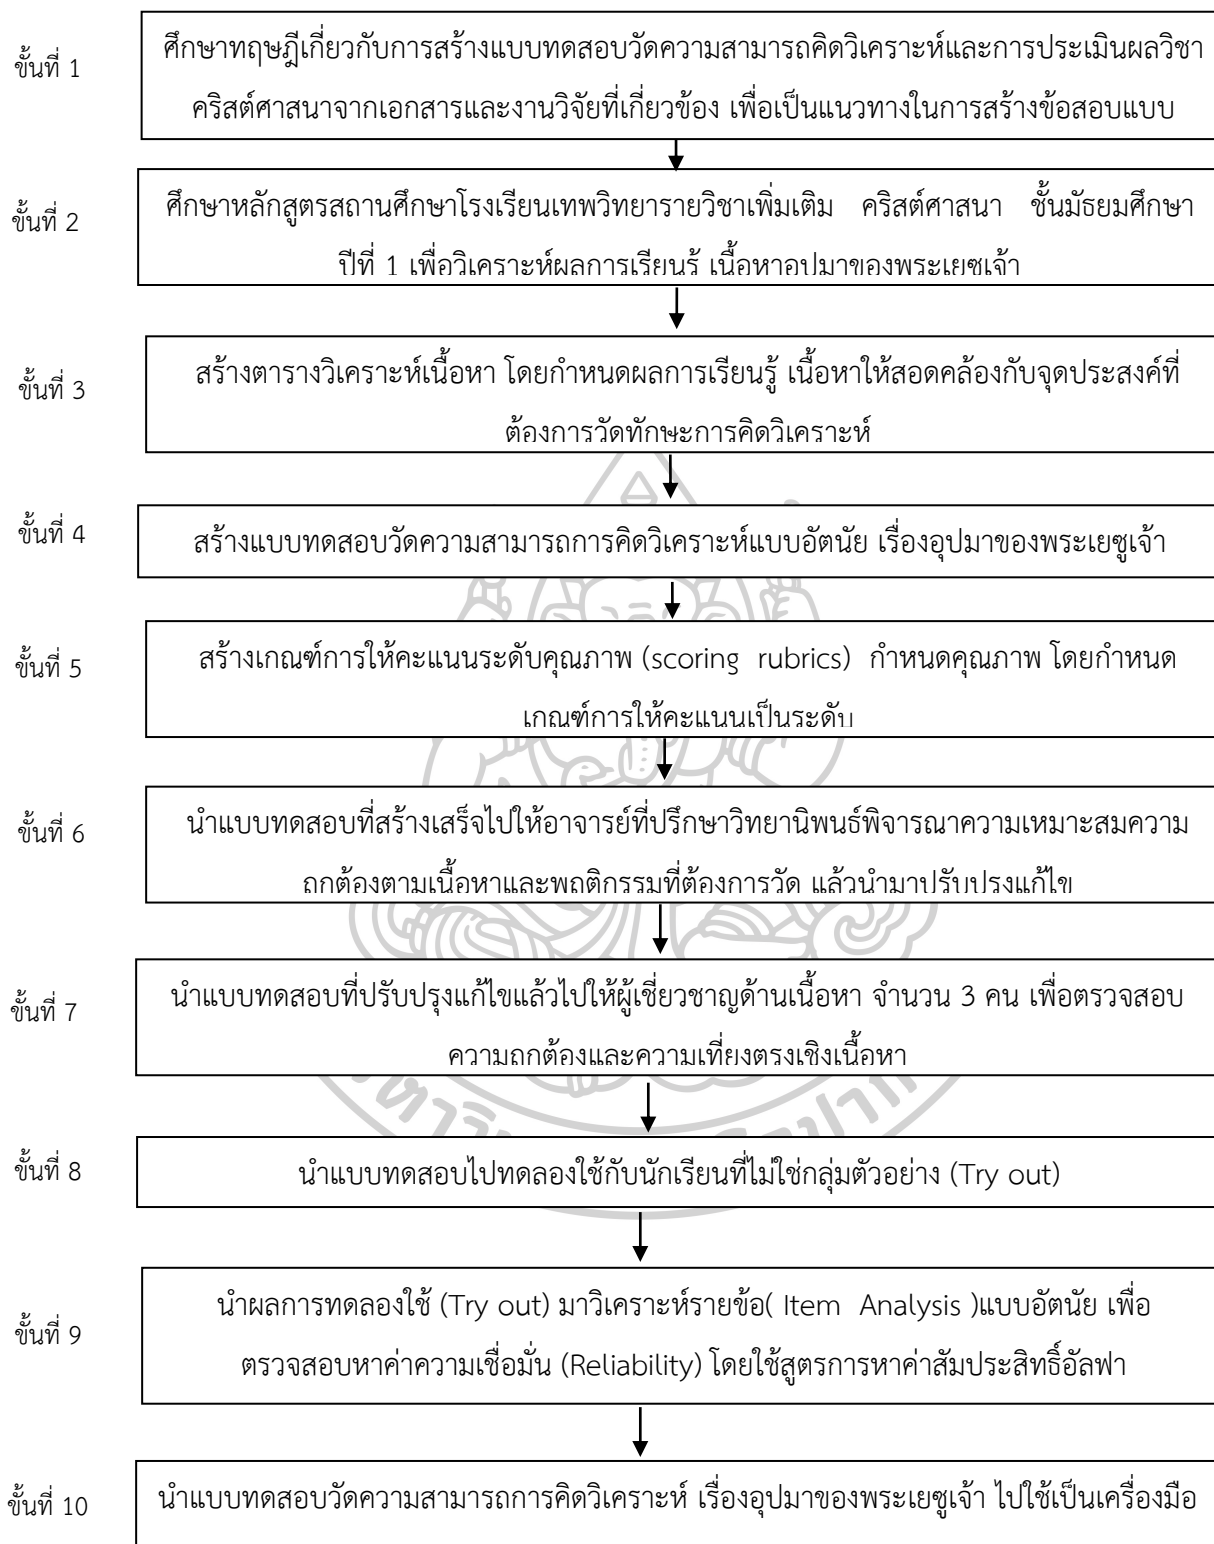 ขั้นที่ 1
ศึกษาทฤษฎีเกี่ยวกับการสร้างแบบทดสอบวัดความสามารถคิดวิเคราะห์และการประเมินผลวิชา
คริสต์ศาสนาจากเอกสารและงานวิจัยที่เกี่ยวข้อง เพื่อเป็นแนวทางในการสร้างข้อสอบแบบ
ขั้นที่ 2
ศึกษาหลักสูตรสถานศึกษาโรงเรียนเทพวิทยารายวิชาเพิ่มเติม คริสต์ศาสนา ชั้นมัธยมศึกษา
ปีที่ 1 เพื่อวิเคราะห์ผลการเรียนรู้ เนื้อหาอุปมาของพระเยซูเจ้า
ขั้นที่ 3
สร้างตารางวิเคราะห์เนื้อหา โดยกำหนดผลการเรียนรู้ เนื้อหาให้สอดคล้องกับจุดประสงค์ที่
ต้องการวัดทักษะการคิดวิเคราะห์
ขั้นที่ 4
สร้างแบบทดสอบวัดความสามารถการคิดวิเคราะห์แบบอัตนัย เรื่องอุปมาของพระเยซูเจ้า
ขั้นที่ 5
สร้างเกณฑ์การให้คะแนนระดับคุณภาพ (scoring rubrics) กำหนดคุณภาพ โดยกำหนด
เกณฑ์การให้คะแนนเป็นระดับ
ขั้นที่ 6
นำแบบทดสอบที่สร้างเสร็จไปให้อาจารย์ที่ปรึกษาวิทยานิพนธ์พิจารณาความเหมาะสมความ
ถูกต้องตามเนื้อหาและพฤติกรรมที่ต้องการวัด แล้วนำมาปรับปรุงแก้ไข
ขั้นที่ 7
นำแบบทดสอบที่ปรับปรุงแก้ไขแล้วไปให้ผู้เชี่ยวชาญด้านเนื้อหา จำนวน 3 คน เพื่อตรวจสอบ
ความถูกต้องและความเที่ยงตรงเชิงเนื้อหา
ขั้นที่ 8
นำแบบทดสอบไปทดลองใช้กับนักเรียนที่ไม่ใช่กลุ่มตัวอย่าง (Try out)
ขั้นที่ 9
นำผลการทดลองใช้ (Try out) มาวิเคราะห์รายข้อ( Item Analysis )แบบอัตนัย เพื่อ
ตรวจสอบหาค่าความเชื่อมั่น (Reliability) โดยใช้สูตรการหาค่าสัมประสิทธิ์อัลฟา
ขั้นที่ 10
นำแบบทดสอบวัดความสามารถการคิดวิเคราะห์ เรื่องอุปมาของพระเยซูเจ้า ไปใช้เป็นเครื่องมือ